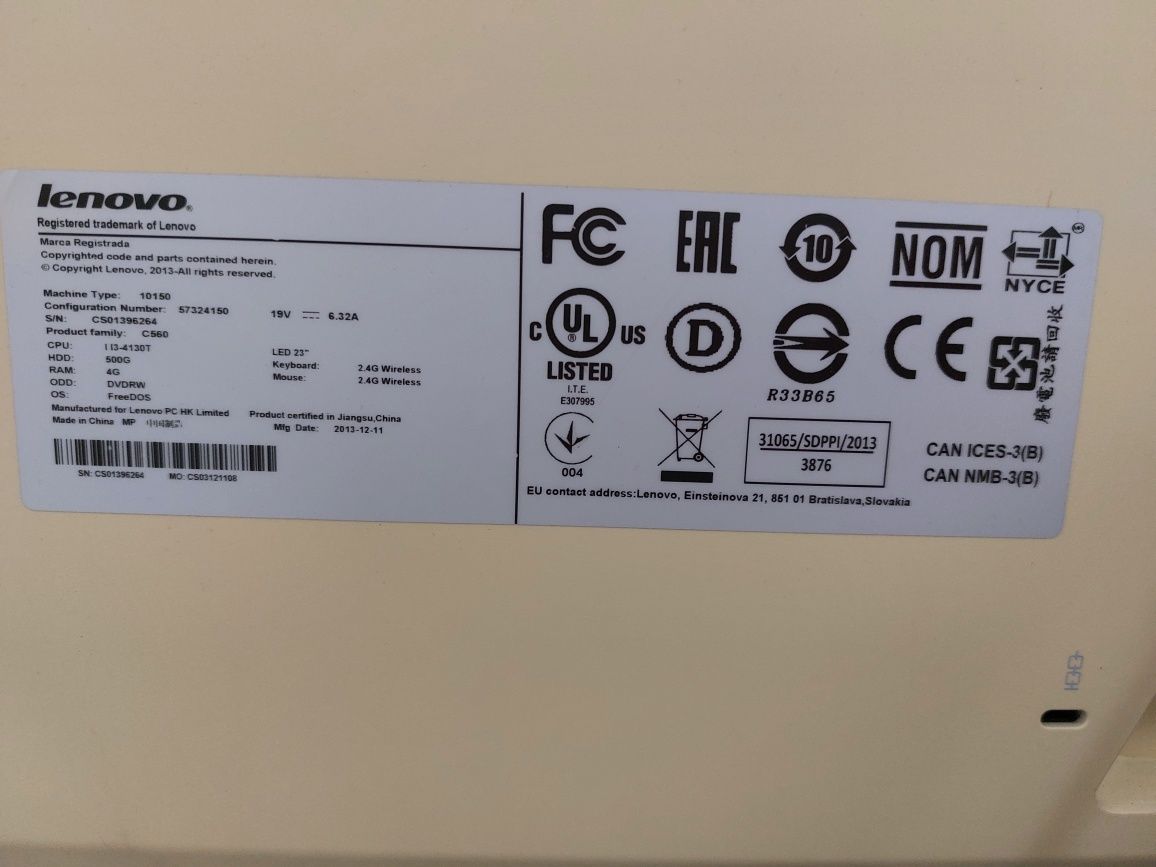 lenovo®
Registered trademark of Lenovo
Marca Registrada
Copyrighted code and parts contained herein.
© Copyright Lenovo, 2013-All rights reserved.
Machine Type: 10150
Configuration Number: 57324150
S/N: CS01396264
Product family: C560
CPU: I I3-4130T
HDD: 500G
RAM: 4G
ODD: DVDRW
OS: FreeDOS
19V ⎓ 6.32A
LED 23"
Keyboard: 2.4G Wireless
Mouse: 2.4G Wireless
Manufactured for Lenovo PC HK Limited
Made in China MP 中国制造
Product certified in Jiangsu,China
Mfg Date: 2013-12-11
SN: CS01396264 MO: CS03121108
FC
EAC
10
NOM
NYCE
MR
C UL® US
LISTED
I.T.E.
E307995
D
R33B65
CE
廢電池請回收
004
31065/SDPPI/2013
3876
CAN ICES-3(B)
CAN NMB-3(B)
EU contact address:Lenovo, Einsteinova 21, 851 01 Bratislava,Slovakia